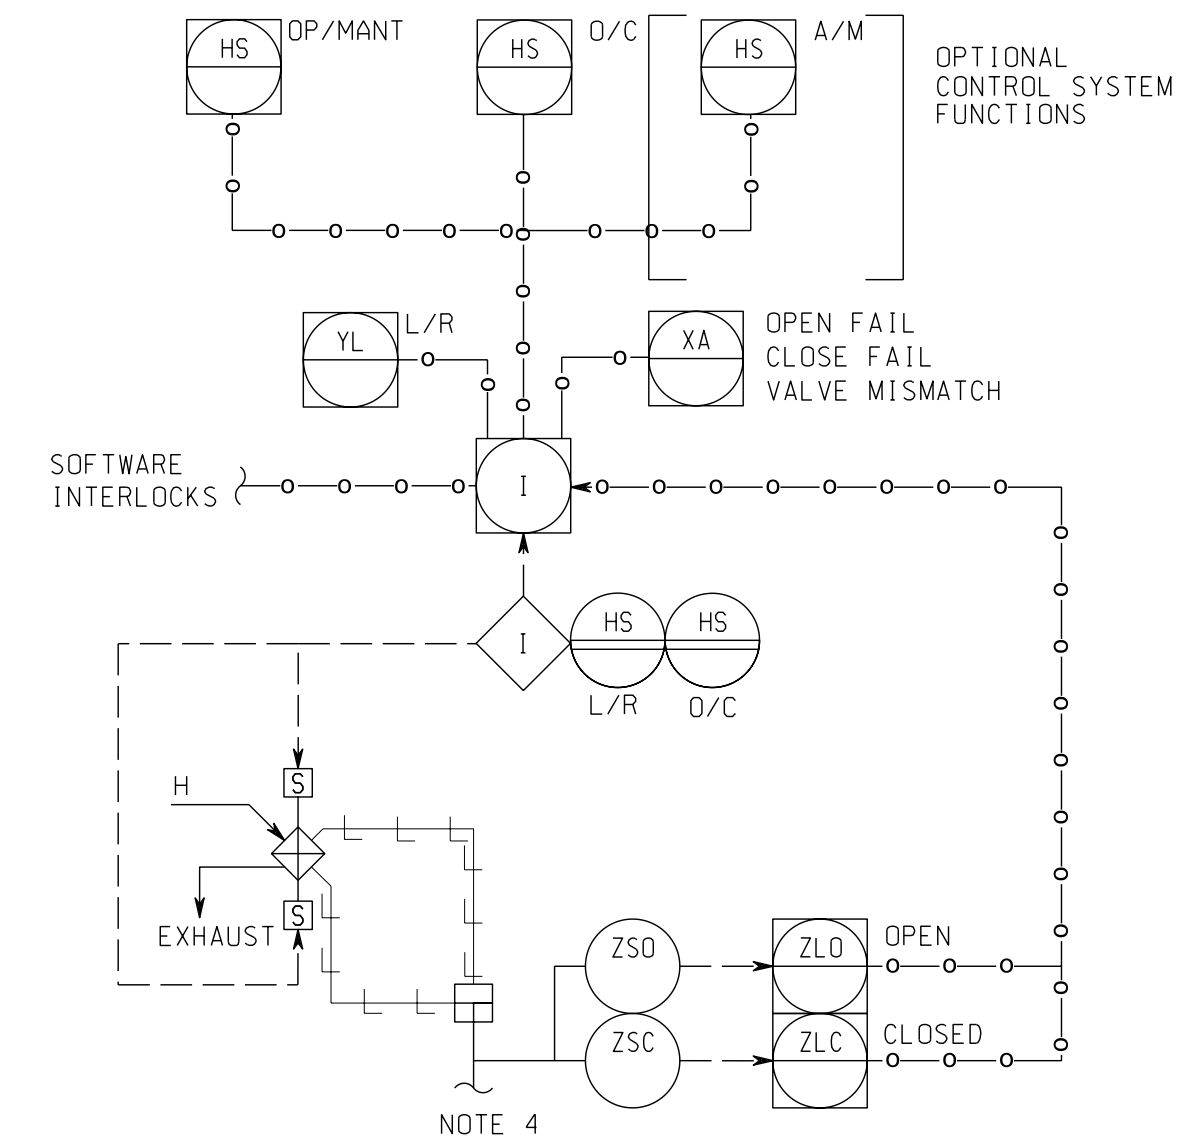 HS
OP/MANT
HS
O/C
HS
A/M
OPTIONAL
CONTROL SYSTEM
FUNCTIONS
YL
L/R
XA
OPEN FAIL
CLOSE FAIL
VALVE MISMATCH
SOFTWARE
INTERLOCKS
I
I
HS
HS
L/R
O/C
S
H
S
EXHAUST
ZSO
ZLO
OPEN
ZSC
ZLC
CLOSED
NOTE 4